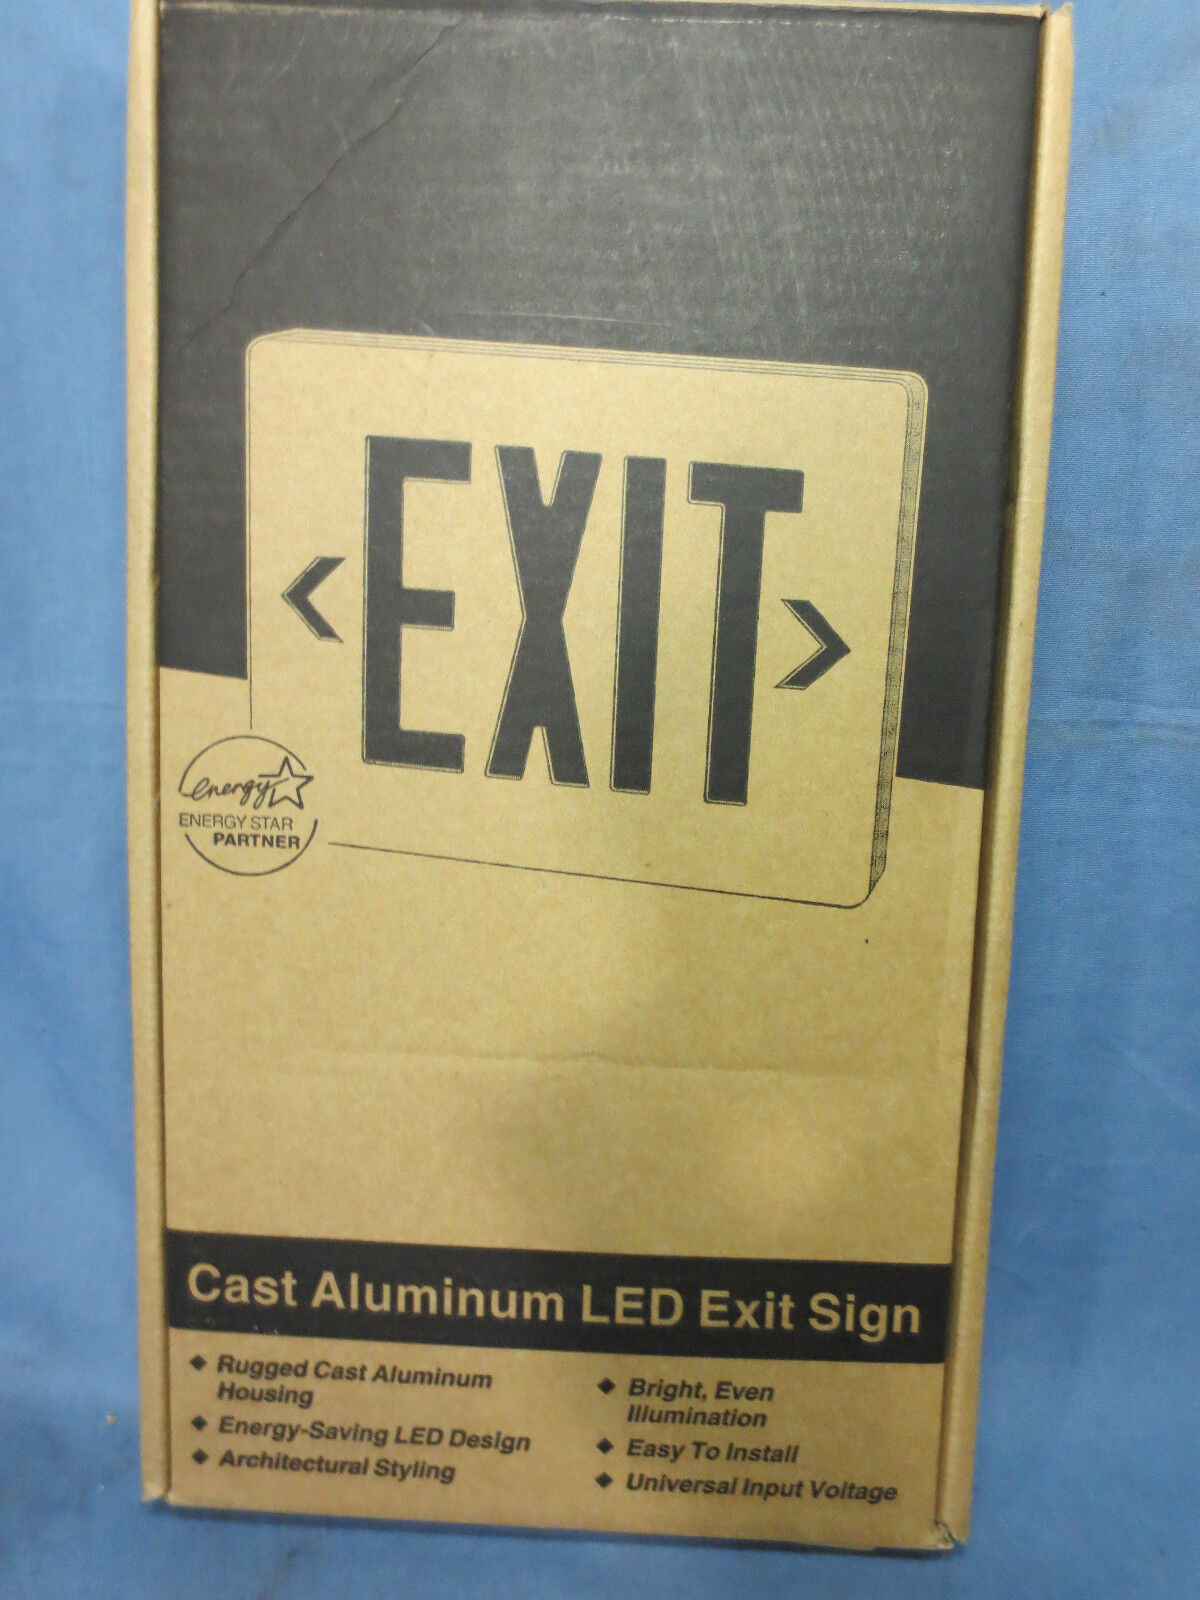 EXIT
energy
ENERGY STAR
PARTNER
Cast Aluminum LED Exit Sign
Rugged Cast Aluminum
Housing
Energy-Saving LED Design
Architectural Styling
Bright, Even
Illumination
Easy To Install
Universal Input Voltage